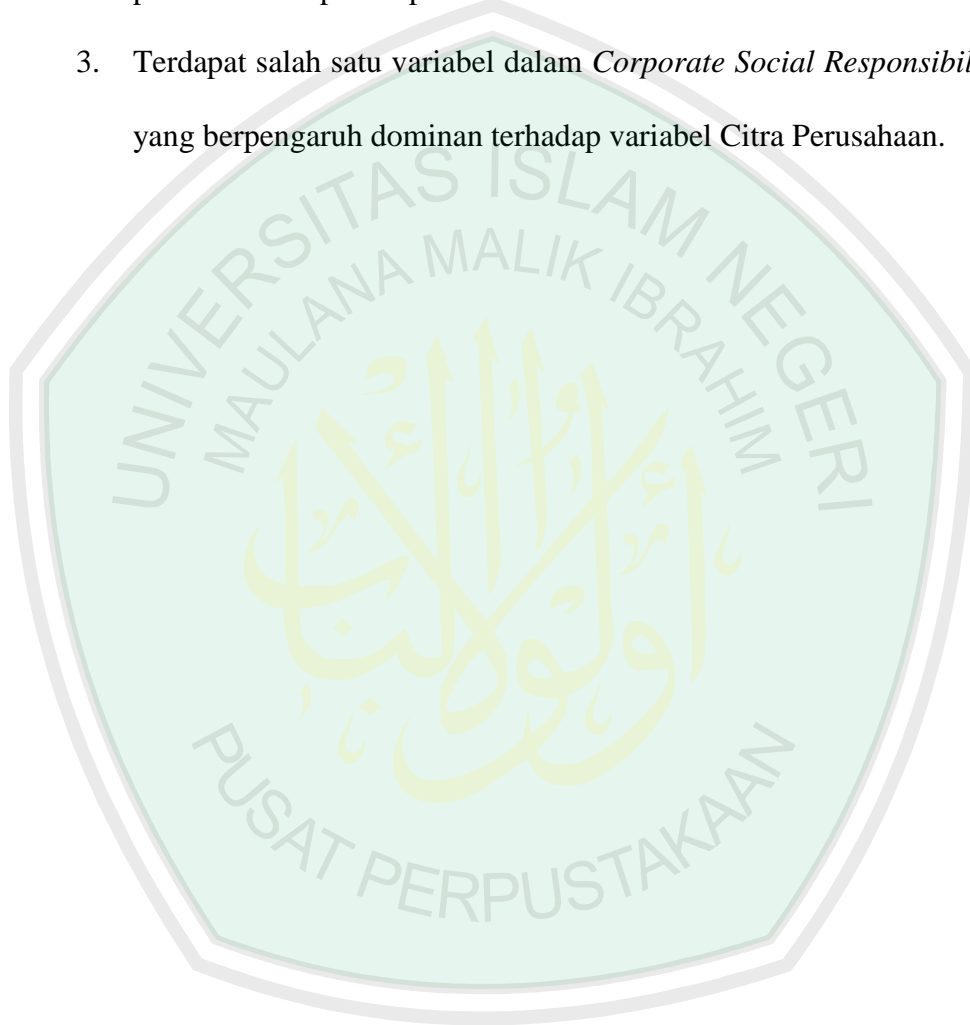 3. Terdapat salah satu variabel dalam Corporate Social Responsibil
yang berpengaruh dominan terhadap variabel Citra Perusahaan.
UNIVERSITAS ISLAM NEGERI
MAULANA MALIK IBRAHIM
PUSAT PERPUSTAKAAN